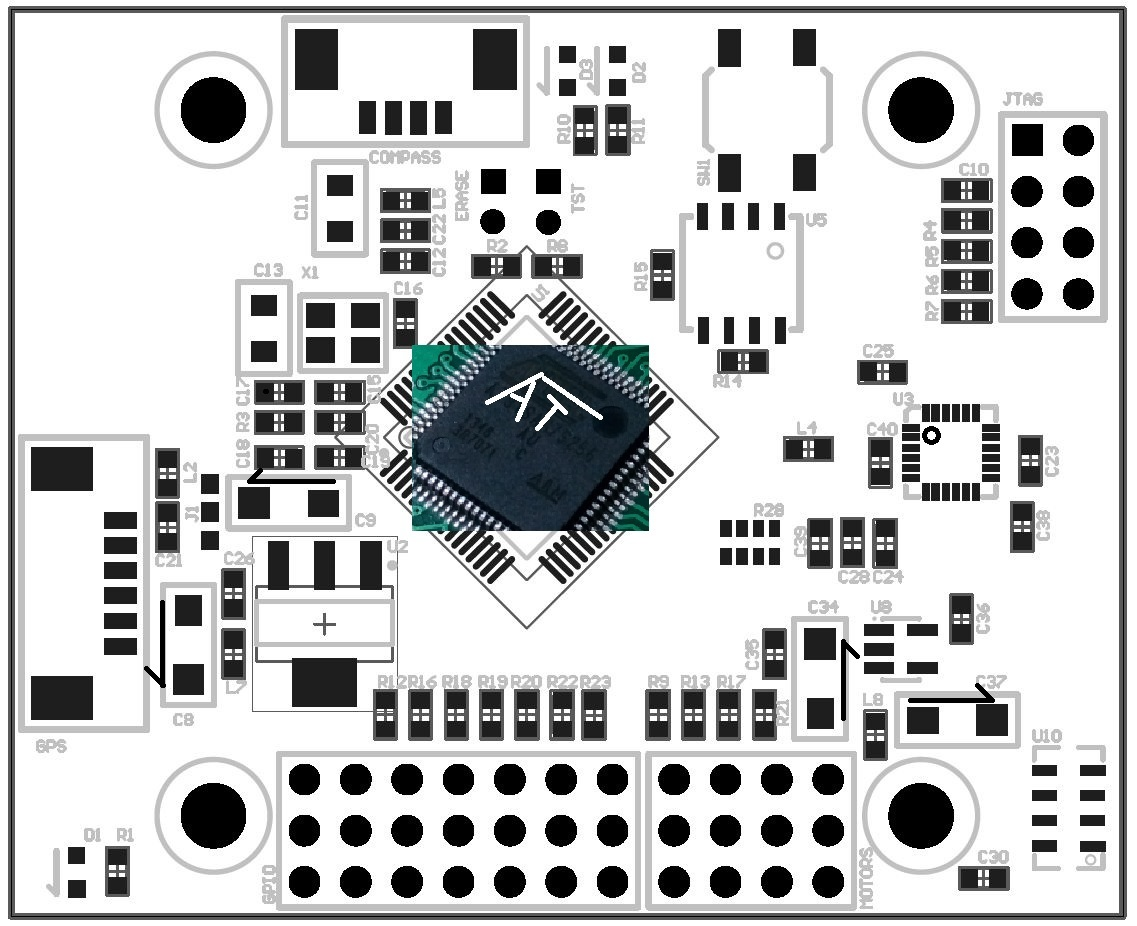 COMPASS
D3
D2
R10
R11
SW1
JTAG
C10
R4
R5
R6
R7
C11
L5
C22
C12
ERASE
TST
R2
R8
U5
R15
R14
C13
X1
C16
U1
C17
C15
R3
C20
C18
C19
AT
C25
U3
L4
C40
C23
C38
R28
C39
C28
C24
L2
J1
C21
C9
U2
C26
L7
C8
GPS
C34
U8
C36
C35
C37
L8
U10
R12
R16
R18
R19
R20
R22
R23
R9
R13
R17
R21
D1
R1
GPIO
MOTORS
C30